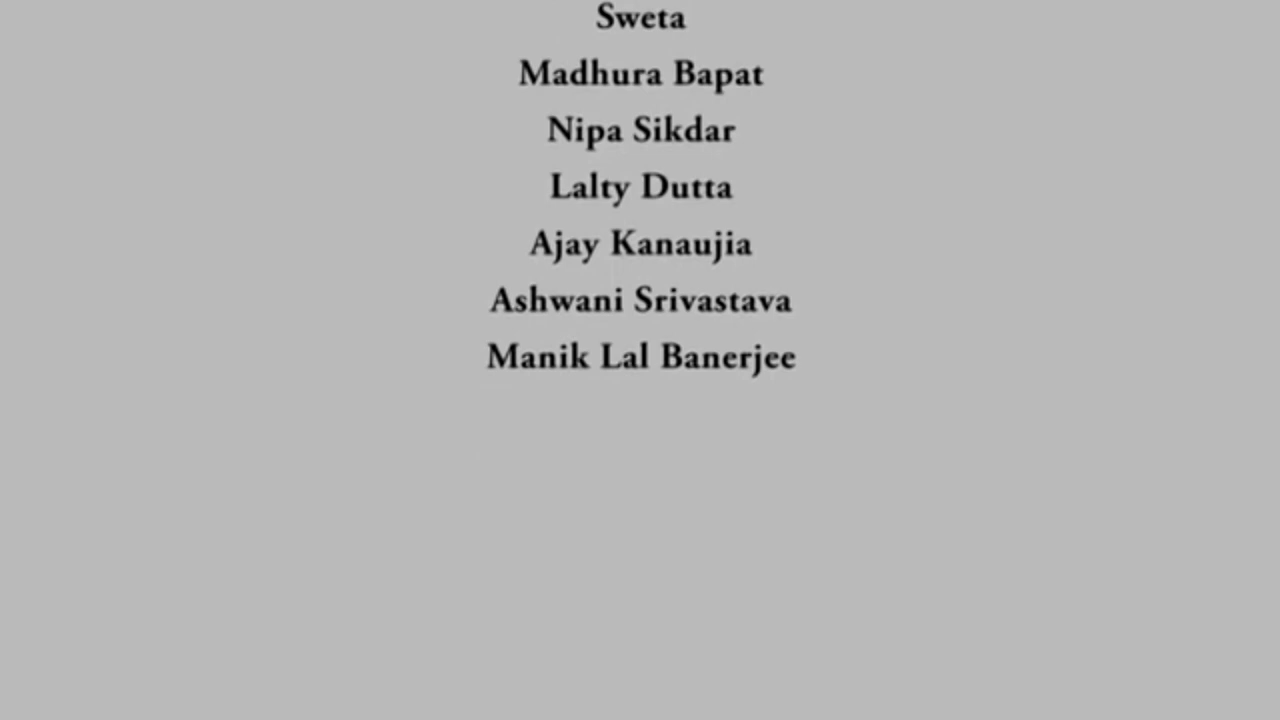 Sweta
Madhura Bapat
Nipa Sikdar
Lalty Dutta
Ajay Kanaujia
Ashwani Srivastava
Manik Lal Banerjee